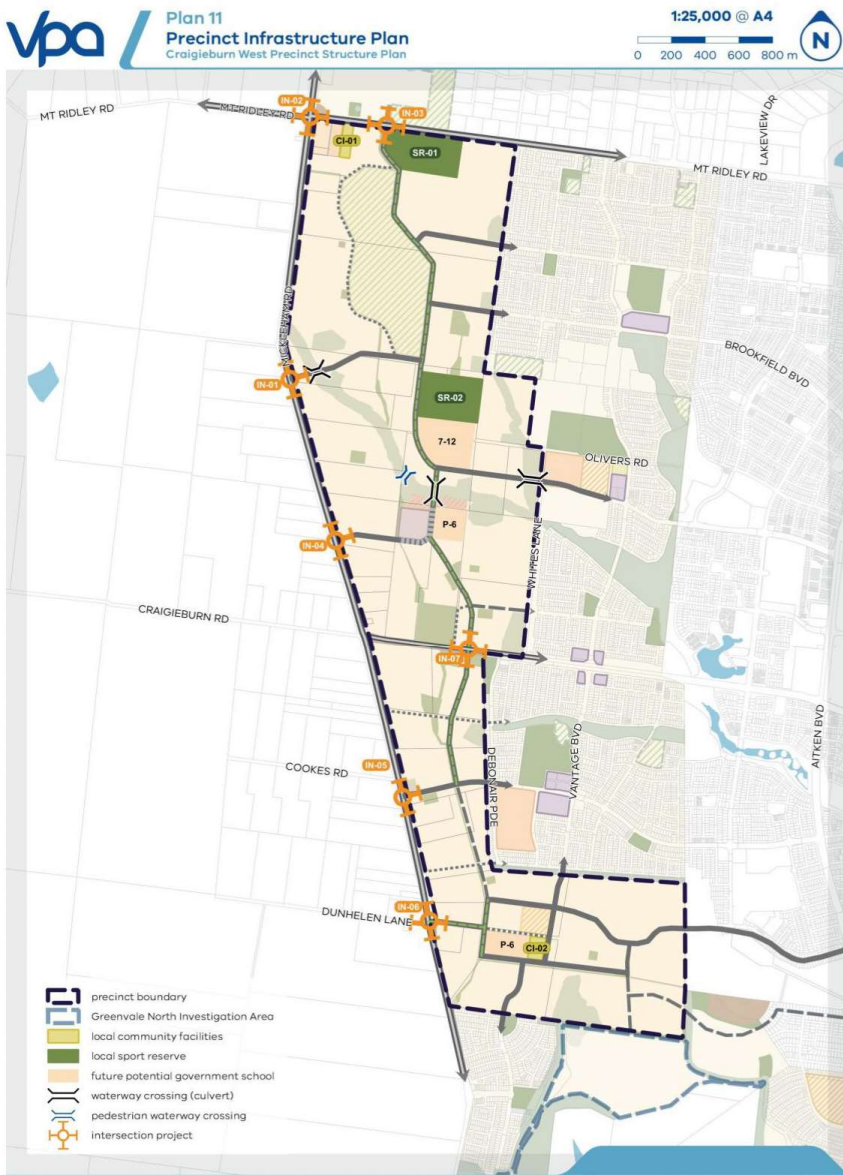 vpa
Plan 11
Precinct Infrastructure Plan
Craigieburn West Precinct Structure Plan
1:25,000 @ A4
0 200 400 600 800 m
N
MT RIDLEY RD
IN-02
MT RIDLEY RD
IN-03
CI-01
SR-01
LAKEVIEW DR
MT RIDLEY RD
MICKLEHAM RD
BROOKFIELD BVD
IN-01
SR-02
7-12
OLIVERS RD
P-6
WHITES LANE
IN-04
CRAIGIEBURN RD
IN-07
AITKEN BVD
VANTAGE BVD
DEBONAIR PDE
COOKES RD
IN-05
IN-06
DUNHELEN LANE
P-6
CI-02
precinct boundary
Greenvale North Investigation Area
local community facilities
local sport reserve
future potential government school
waterway crossing (culvert)
pedestrian waterway crossing
intersection project